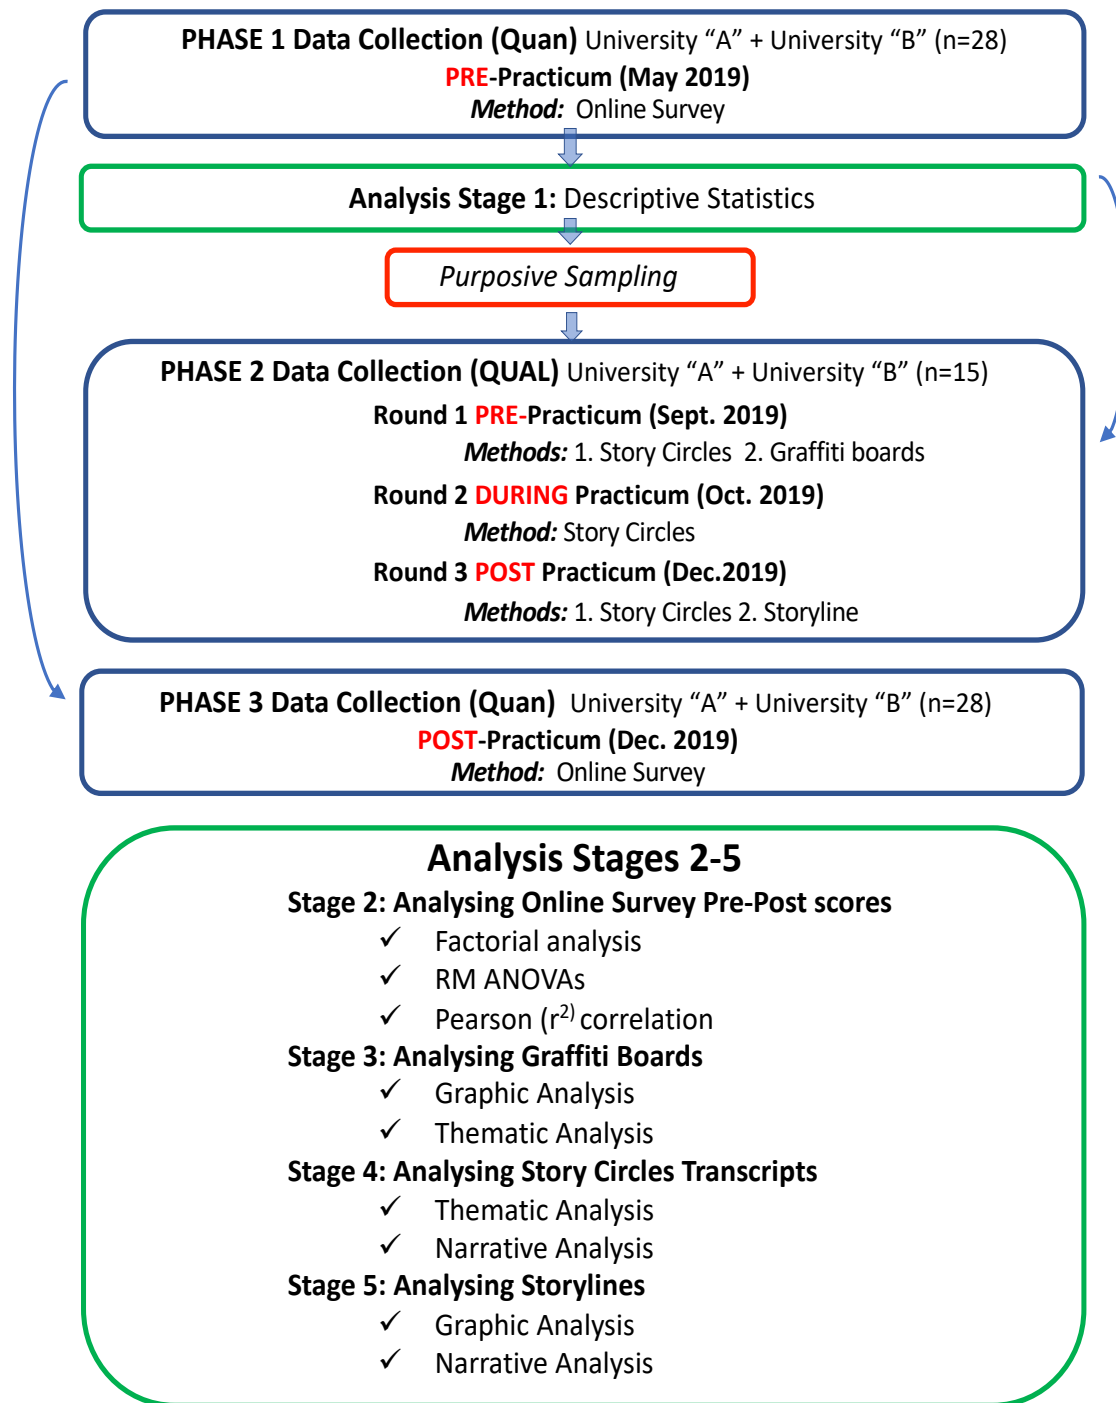 PHASE 1 Data Collection (Quan) University “A” + University “B” (n=28)
PRE-Practicum (May 2019)
Method: Online Survey
Analysis Stage 1: Descriptive Statistics
Purposive Sampling
PHASE 2 Data Collection (QUAL) University “A” + University “B” (n=15)
Round 1 PRE-Practicum (Sept. 2019)
Methods: 1. Story Circles 2. Graffiti boards
Round 2 DURING Practicum (Oct. 2019)
Method: Story Circles
Round 3 POST Practicum (Dec.2019)
Methods: 1. Story Circles 2. Storyline
PHASE 3 Data Collection (Quan) University “A” + University “B” (n=28)
POST-Practicum (Dec. 2019)
Method: Online Survey
Analysis Stages 2-5
Stage 2: Analysing Online Survey Pre-Post scores
✓ Factorial analysis
✓ RM ANOVAs
✓ Pearson (r²⁾ correlation
Stage 3: Analysing Graffiti Boards
✓ Graphic Analysis
✓ Thematic Analysis
Stage 4: Analysing Story Circles Transcripts
✓ Thematic Analysis
✓ Narrative Analysis
Stage 5: Analysing Storylines
✓ Graphic Analysis
✓ Narrative Analysis